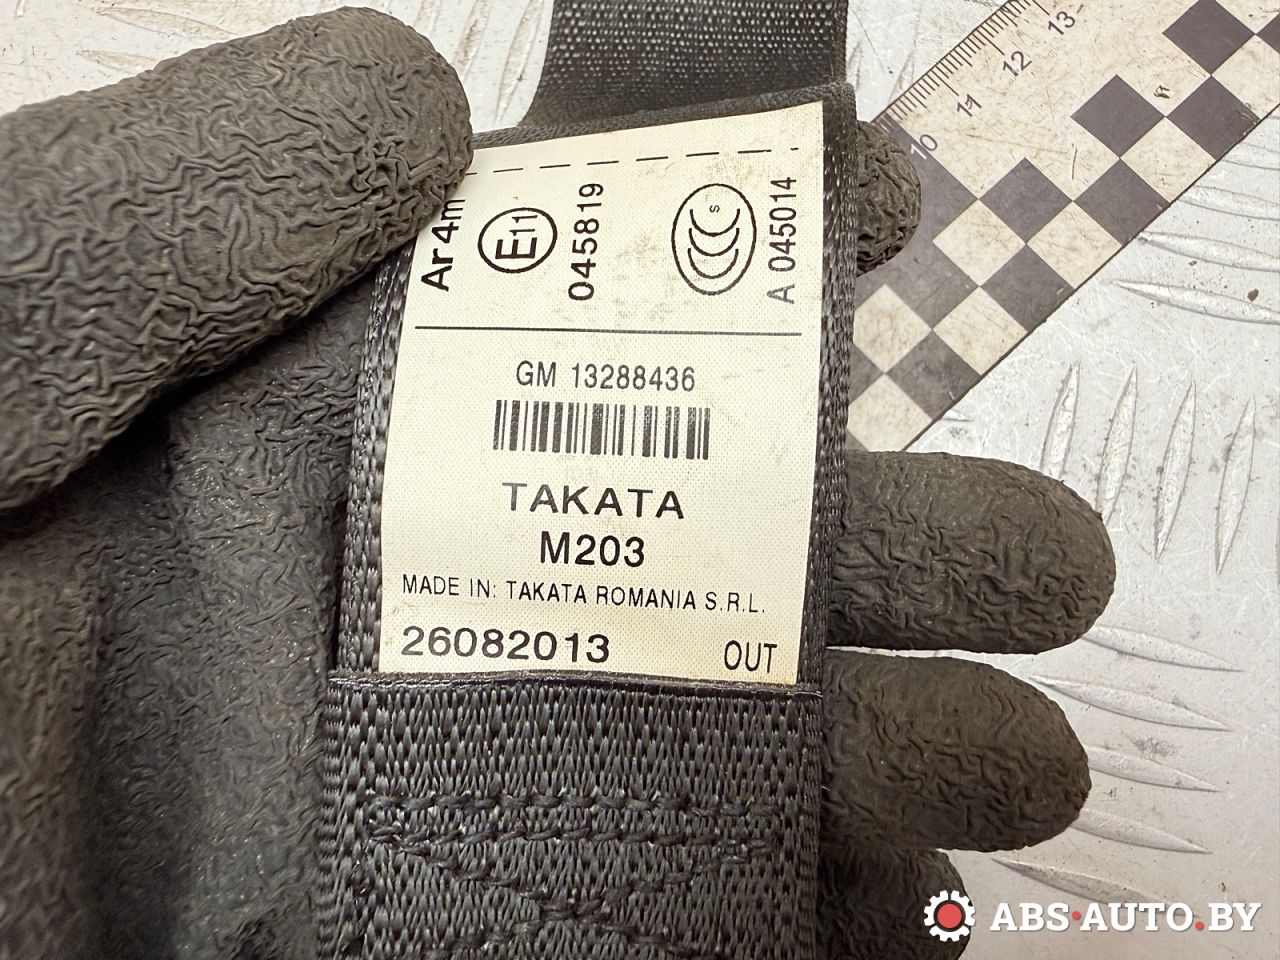 Ar4m
E11
045819
S
A 045014
GM 13288436
TAKATA
M203
MADE IN: TAKATA ROMANIA S.R.L.
26082013
OUT
10
11
12
13
ABS·AUTO.BY